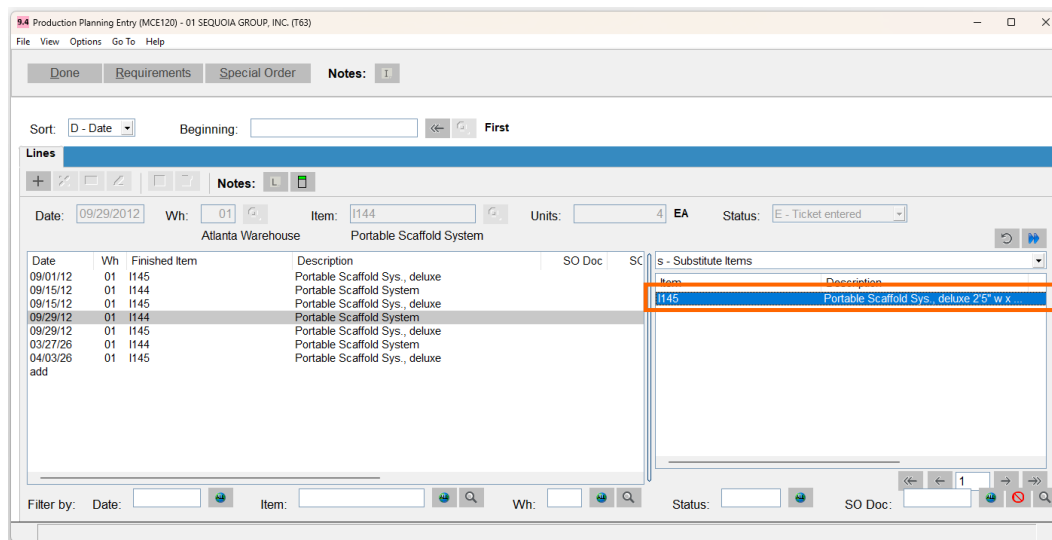 9.4 Production Planning Entry (MCE120) - 01 SEQUOIA GROUP, INC. (T63)
File View Options Go To Help
Done Requirements Special Order Notes: I
Sort: D - Date Beginning: First
Lines
Notes: L
Date: 09/29/2012 Wh: 01 Item: I144 Units: 4 EA Status: E - Ticket entered
Atlanta Warehouse Portable Scaffold System
Date Wh Finished Item Description SO Doc SC
09/01/12 01 I145 Portable Scaffold Sys., deluxe
09/15/12 01 I144 Portable Scaffold System
09/15/12 01 I145 Portable Scaffold Sys., deluxe
09/29/12 01 I144 Portable Scaffold System
09/29/12 01 I145 Portable Scaffold Sys., deluxe
03/27/26 01 I144 Portable Scaffold System
04/03/26 01 I145 Portable Scaffold Sys., deluxe
add
s - Substitute Items
Item Description
I145 Portable Scaffold Sys., deluxe 2'5" w x ...
1
Filter by: Date: Item: Wh: Status: SO Doc: